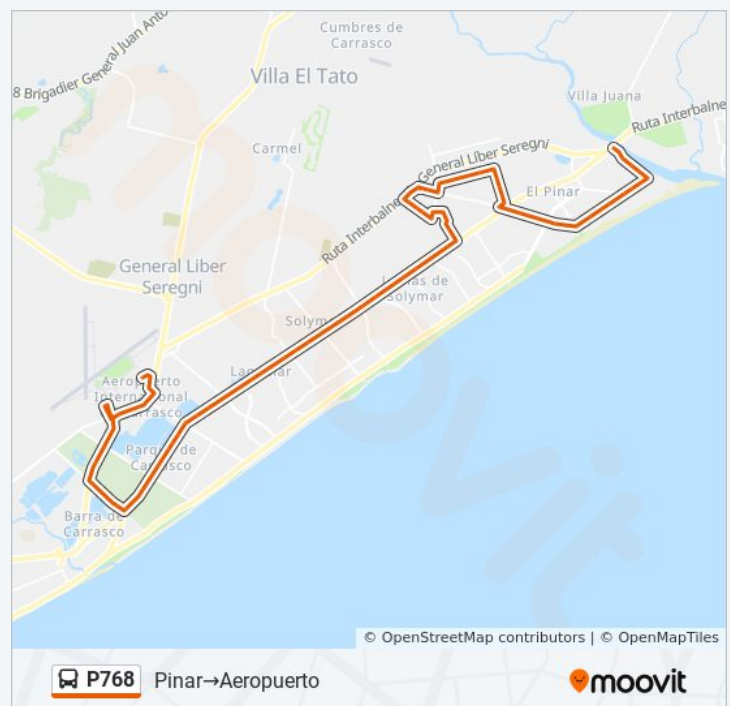 Cumbres de
Carrasco
8 Brigadier General Juan Anto
Villa El Tato
Villa Juana
Ruta Interbalne
Carmel
General Líber Seregni
El Pinar
Ruta Interbalne
General Liber
Seregni
Lomas de
Solymar
Solymar
Lagomar
Aeropuerto
Internacional
Carrasco
Parque de
Carrasco
Barra de
Carrasco
moovit
© OpenStreetMap contributors | © OpenMapTiles
P768 Pinar→Aeropuerto
moovit